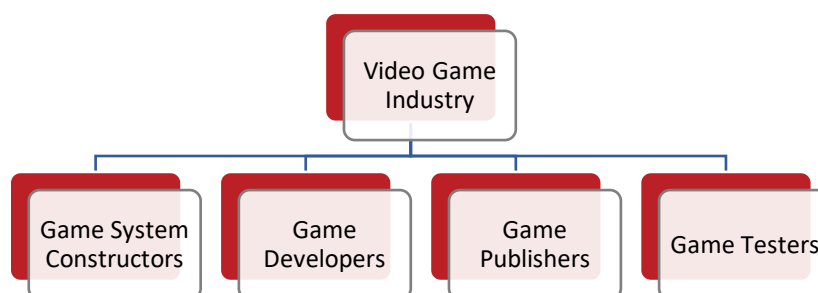 Video Game
Industry
Game System
Constructors
Game
Developers
Game
Publishers
Game Testers